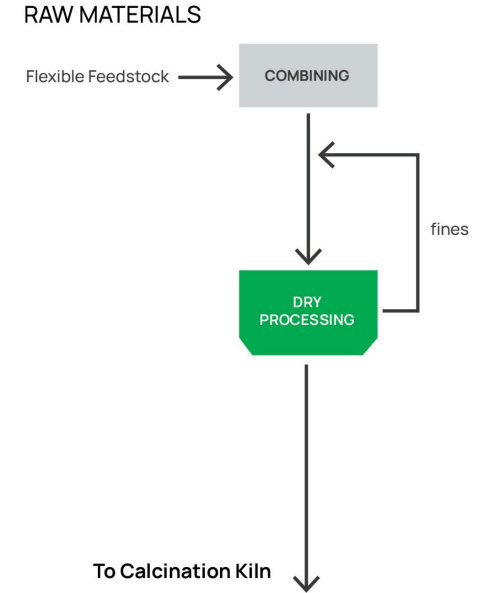 RAW MATERIALS
Flexible Feedstock
COMBINING
fines
DRY
PROCESSING
To Calcination Kiln